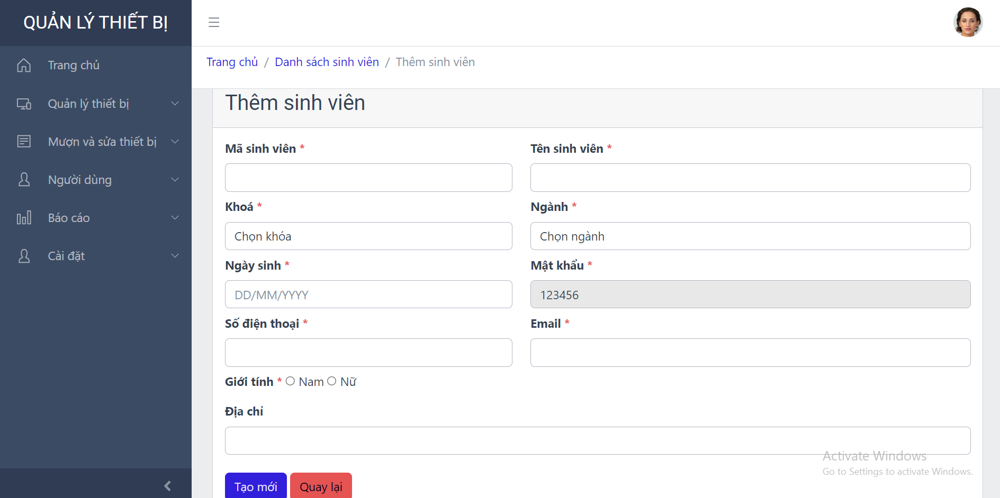 QUẢN LÝ THIẾT BỊ
Trang chủ
Quản lý thiết bị
Mượn và sửa thiết bị
Người dùng
Báo cáo
Cài đặt
Trang chủ / Danh sách sinh viên / Thêm sinh viên
Thêm sinh viên
Mã sinh viên *
Tên sinh viên *
Khoá *
Ngành *
Chọn khóa
Chọn ngành
Ngày sinh *
Mật khẩu *
DD/MM/YYYY
123456
Số điện thoại *
Email *
Giới tính * Nam Nữ
Địa chỉ
Activate Windows
Go to Settings to activate Windows.
Tạo mới
Quay lại